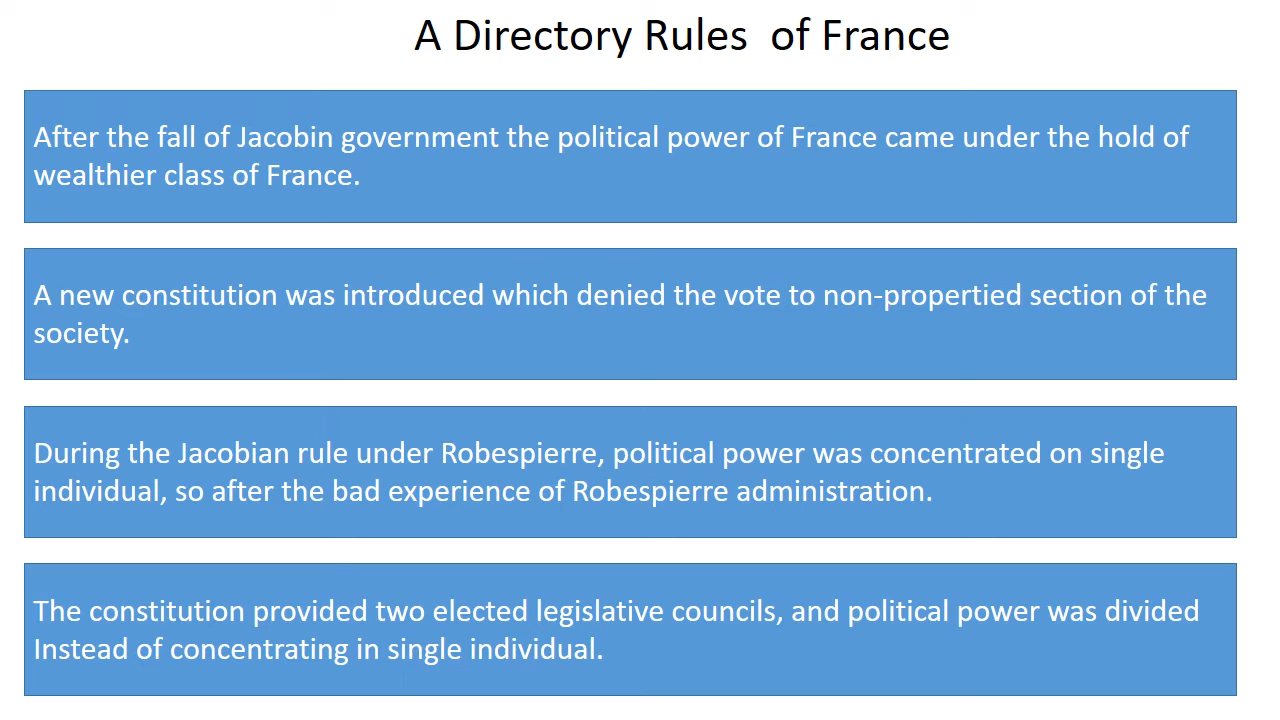 A Directory Rules  of France
After the fall of Jacobin government the political power of France came under the hold of
wealthier class of France.
A new constitution was introduced which denied the vote to non-propertied section of the
society.
During the Jacobian rule under Robespierre, political power was concentrated on single
individual, so after the bad experience of Robespierre administration.
The constitution provided two elected legislative councils, and political power was divided
Instead of concentrating in single individual.